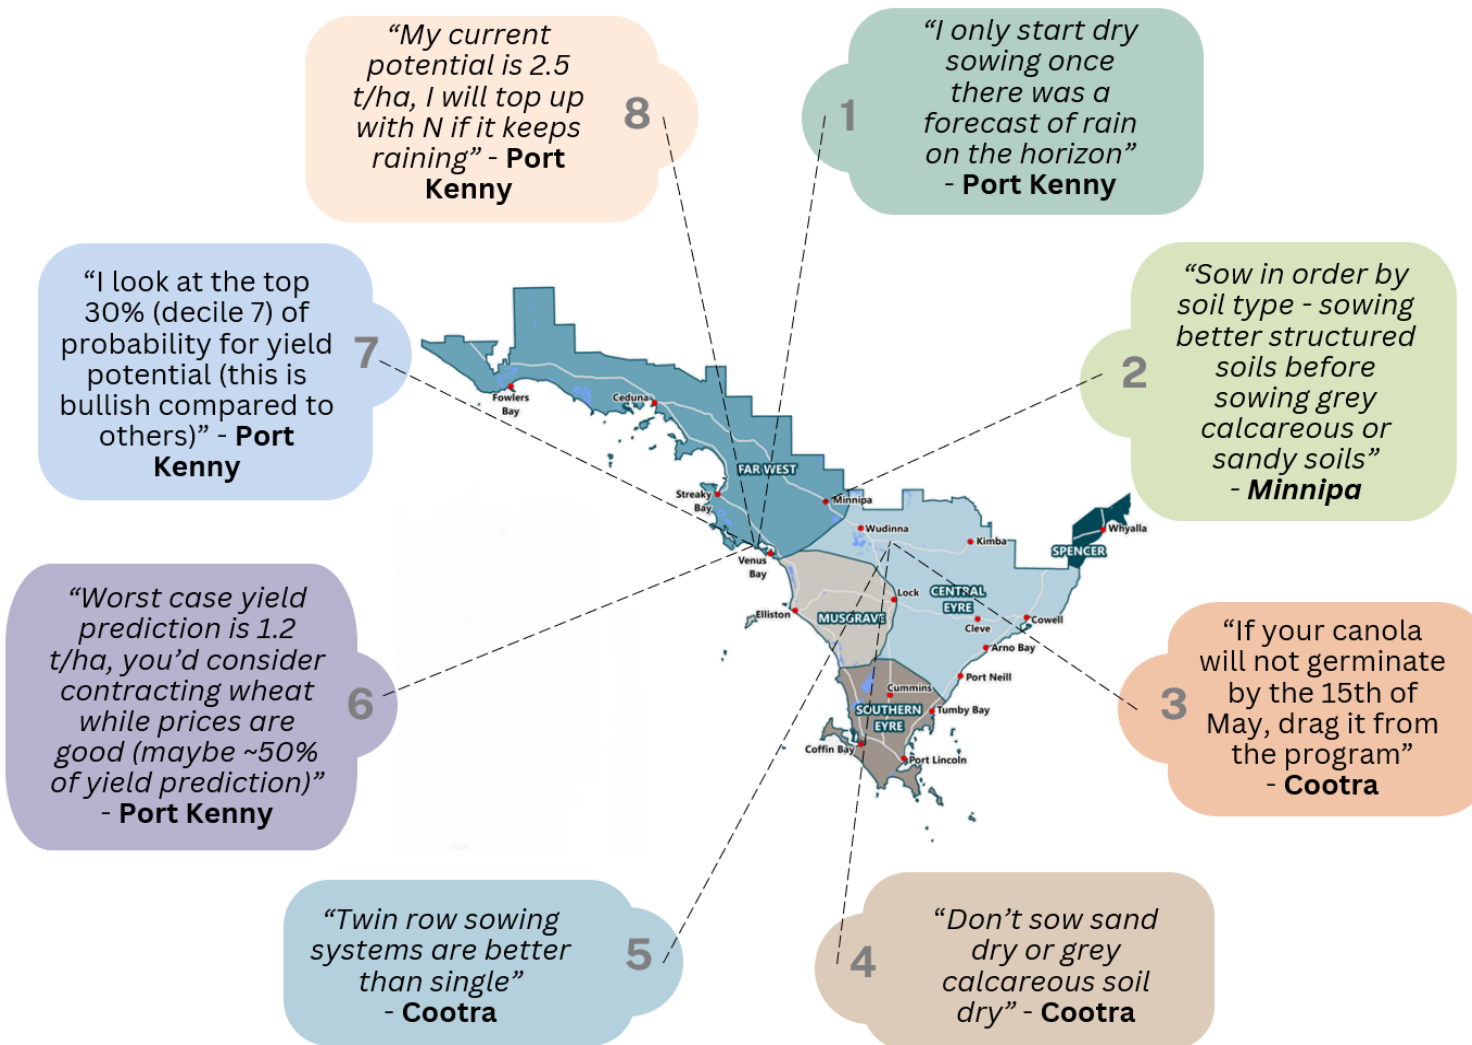 “My current
potential is 2.5
t/ha, I will top up
with N if it keeps
raining” - Port
Kenny
8
1
“I only start dry
sowing once
there was a
forecast of rain
on the horizon”
- Port Kenny
“I look at the top
30% (decile 7) of
probability for yield
potential (this is
bullish compared to
others)” - Port
Kenny
7
2
“Sow in order by
soil type - sowing
better structured
soils before
sowing grey
calcareous or
sandy soils”
- Minnipa
Fowlers
Bay
Ceduna
FAR WEST
Streaky
Bay
Minnipa
Wudinna
Kimba
Whyalla
SPENCER
Venus
Bay
Lock
CENTRAL
EYRE
Elliston
MUSGRAVE
Cleve
Cowell
Arno Bay
Port Neill
Cummins
SOUTHERN
EYRE
Tumby Bay
Coffin Bay
Port Lincoln
“Worst case yield
prediction is 1.2
t/ha, you’d consider
contracting wheat
while prices are
good (maybe ~50%
of yield prediction)”
- Port Kenny
6
3
“If your canola
will not germinate
by the 15th of
May, drag it from
the program”
- Cootra
“Twin row sowing
systems are better
than single”
- Cootra
5
4
“Don’t sow sand
dry or grey
calcareous soil
dry” - Cootra